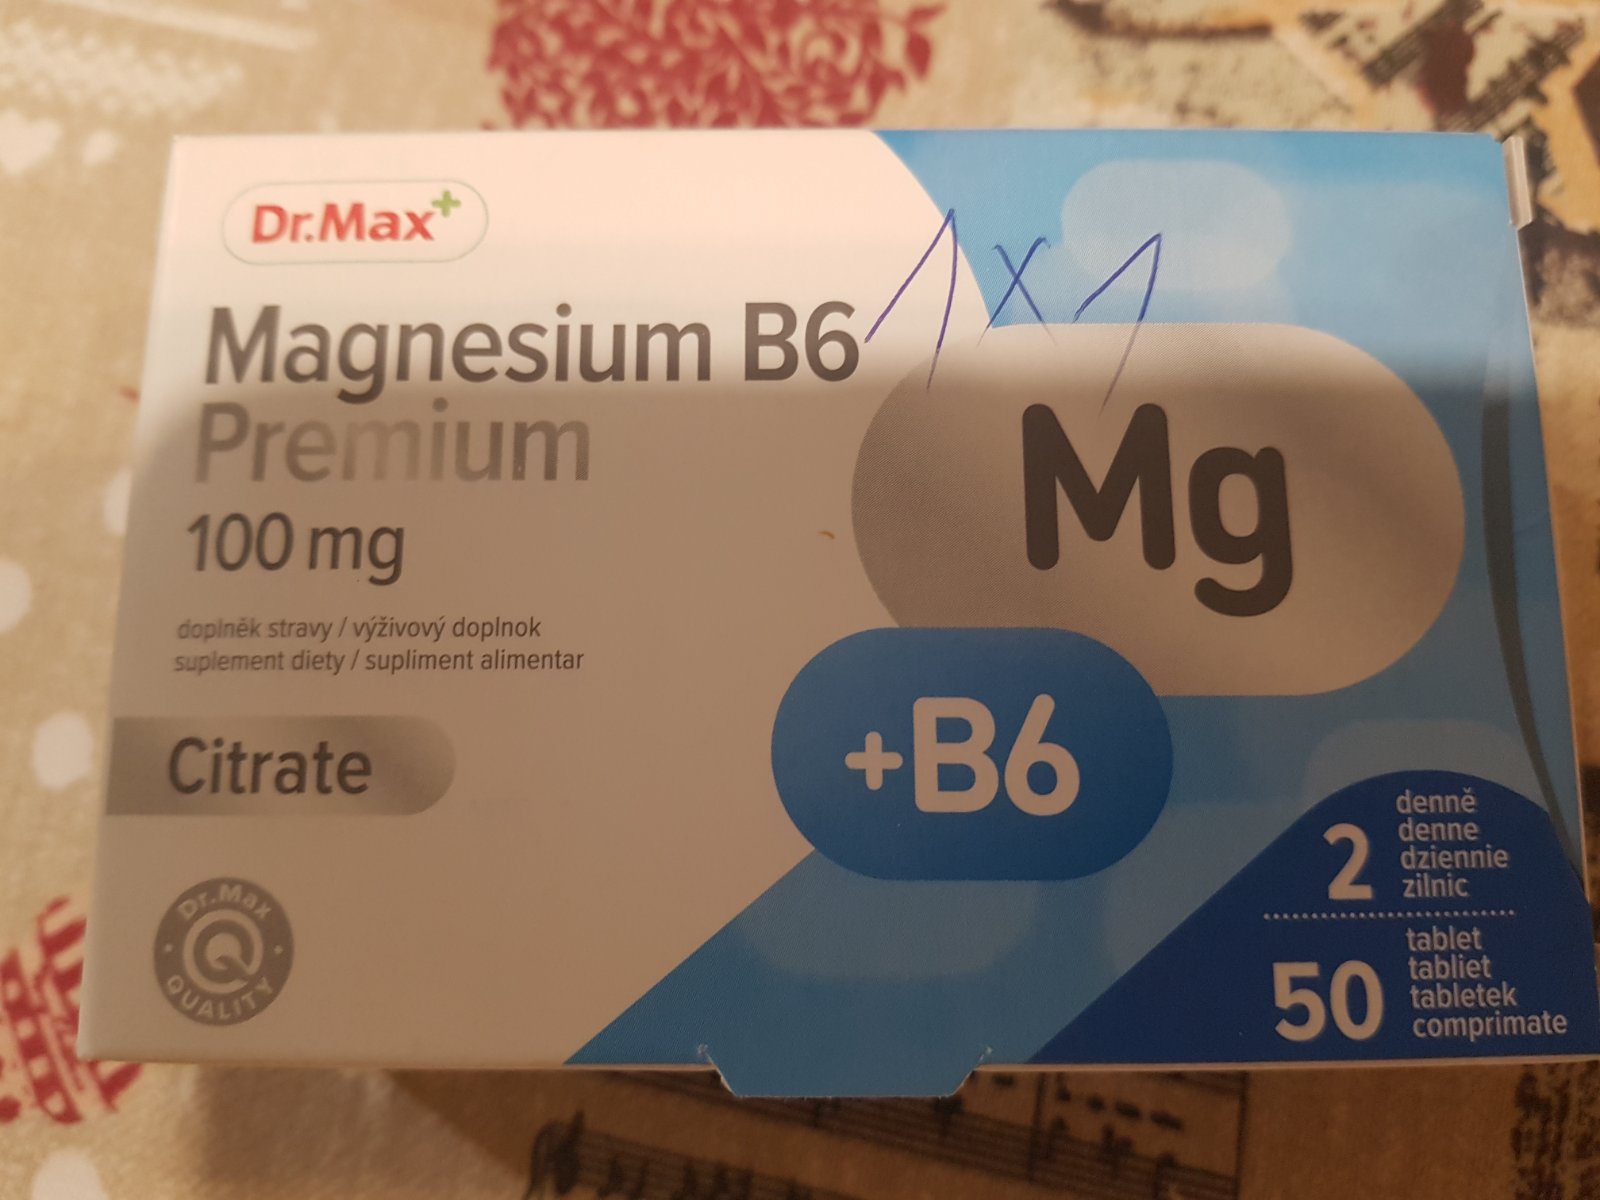 Dr.Max+
1x1
Magnesium B6
Premium
100 mg
doplněk stravy / výživový doplnok
suplement diety / supliment alimentar
Citrate
Mg
+B6
Dr.Max
Q
QUALITY
2 denně
denne
dziennie
zilnic
50 tablet
tabliet
tabletek
comprimate